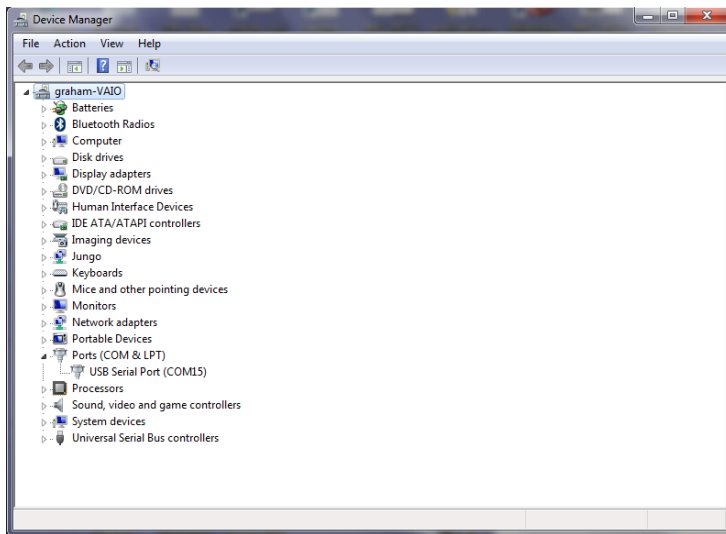 Device Manager
File Action View Help
graham-VAIO
Batteries
Bluetooth Radios
Computer
Disk drives
Display adapters
DVD/CD-ROM drives
Human Interface Devices
IDE ATA/ATAPI controllers
Imaging devices
Jungo
Keyboards
Mice and other pointing devices
Monitors
Network adapters
Portable Devices
Ports (COM & LPT)
USB Serial Port (COM15)
Processors
Sound, video and game controllers
System devices
Universal Serial Bus controllers